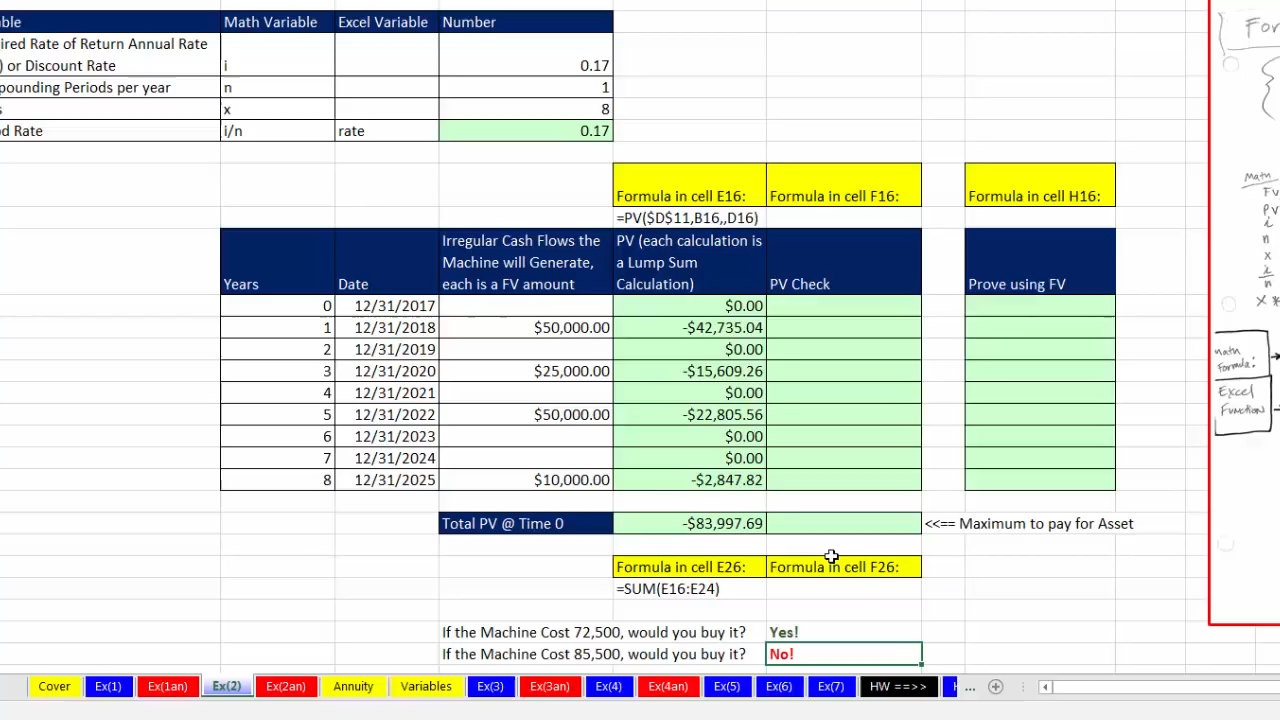 able Math Variable Excel Variable Number
ired Rate of Return Annual Rate
) or Discount Rate i 0.17
pounding Periods per year n 1
s x 8
od Rate i/n rate 0.17
Formula in cell E16: Formula in cell F16: Formula in cell H16:
=PV($D$11,B16,,D16)
Irregular Cash Flows the PV (each calculation is
Machine will Generate, a Lump Sum
Years Date each is a FV amount Calculation) PV Check Prove using FV
0 12/31/2017 $0.00
1 12/31/2018 $50,000.00 -$42,735.04
2 12/31/2019 $0.00
3 12/31/2020 $25,000.00 -$15,609.26
4 12/31/2021 $0.00
5 12/31/2022 $50,000.00 -$22,805.56
6 12/31/2023 $0.00
7 12/31/2024 $0.00
8 12/31/2025 $10,000.00 -$2,847.82
Total PV @ Time 0 -$83,997.69 <<== Maximum to pay for Asset
Formula in cell E26: Formula in cell F26:
=SUM(E16:E24)
If the Machine Cost 72,500, would you buy it? Yes!
If the Machine Cost 85,500, would you buy it? No!
Cover Ex(1) Ex(1an) Ex(2) Ex(2an) Annuity Variables Ex(3) Ex(3an) Ex(4) Ex(4an) Ex(5) Ex(6) Ex(7) HW ==>> ...
For
Math
FV
PV
i
n
x
i
n
x *
math
Formula:
Excel
Function